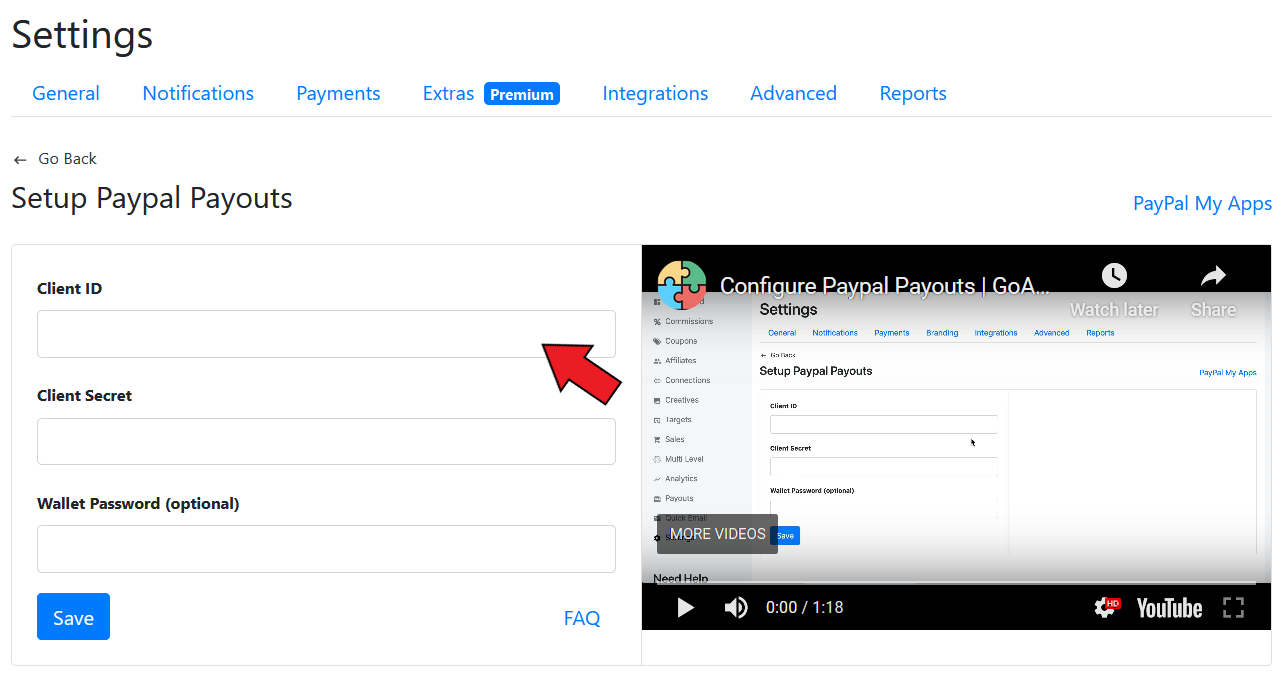 Settings
General Notifications Payments Extras Premium Integrations Advanced Reports
← Go Back
Setup Paypal Payouts
PayPal My Apps
Client ID
Client Secret
Wallet Password (optional)
Save
FAQ
Configure Paypal Payouts | GoA...
Watch later
Share
Settings
General Notifications Payments Branding Integrations Advanced Reports
← Go Back
Setup Paypal Payouts
PayPal My Apps
Commissions
Coupons
Affiliates
Connections
Creatives
Targets
Sales
Multi Level
Analytics
Payouts
Quick Email
Need Help
Client ID
Client Secret
Wallet Password (optional)
Save
MORE VIDEOS
0:00 / 1:18
HD
YouTube